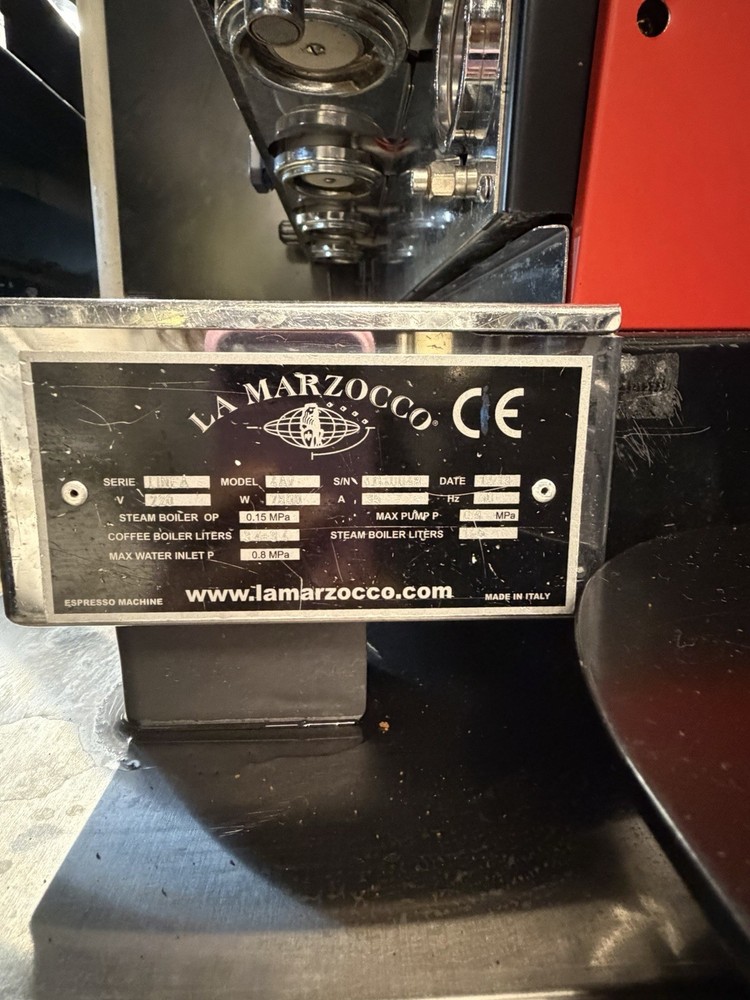 LA MARZOCCO®
CE
SERIE LINEA MODEL S/N DATE
V W A Hz
STEAM BOILER OP 0.15 MPa MAX PUMP P MPa
COFFEE BOILER LITERS STEAM BOILER LITERS
MAX WATER INLET P 0.8 MPa
ESPRESSO MACHINE www.lamarzocco.com MADE IN ITALY